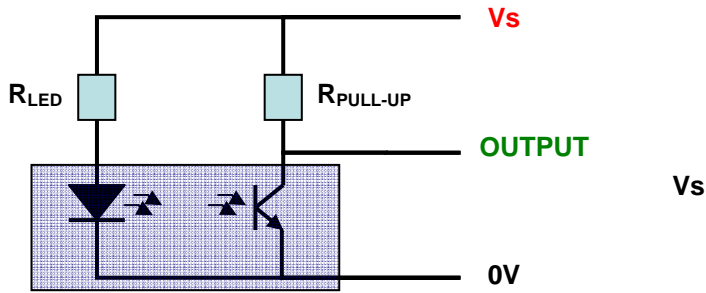 Vs
RLED
RPULL-UP
OUTPUT
Vs
0V